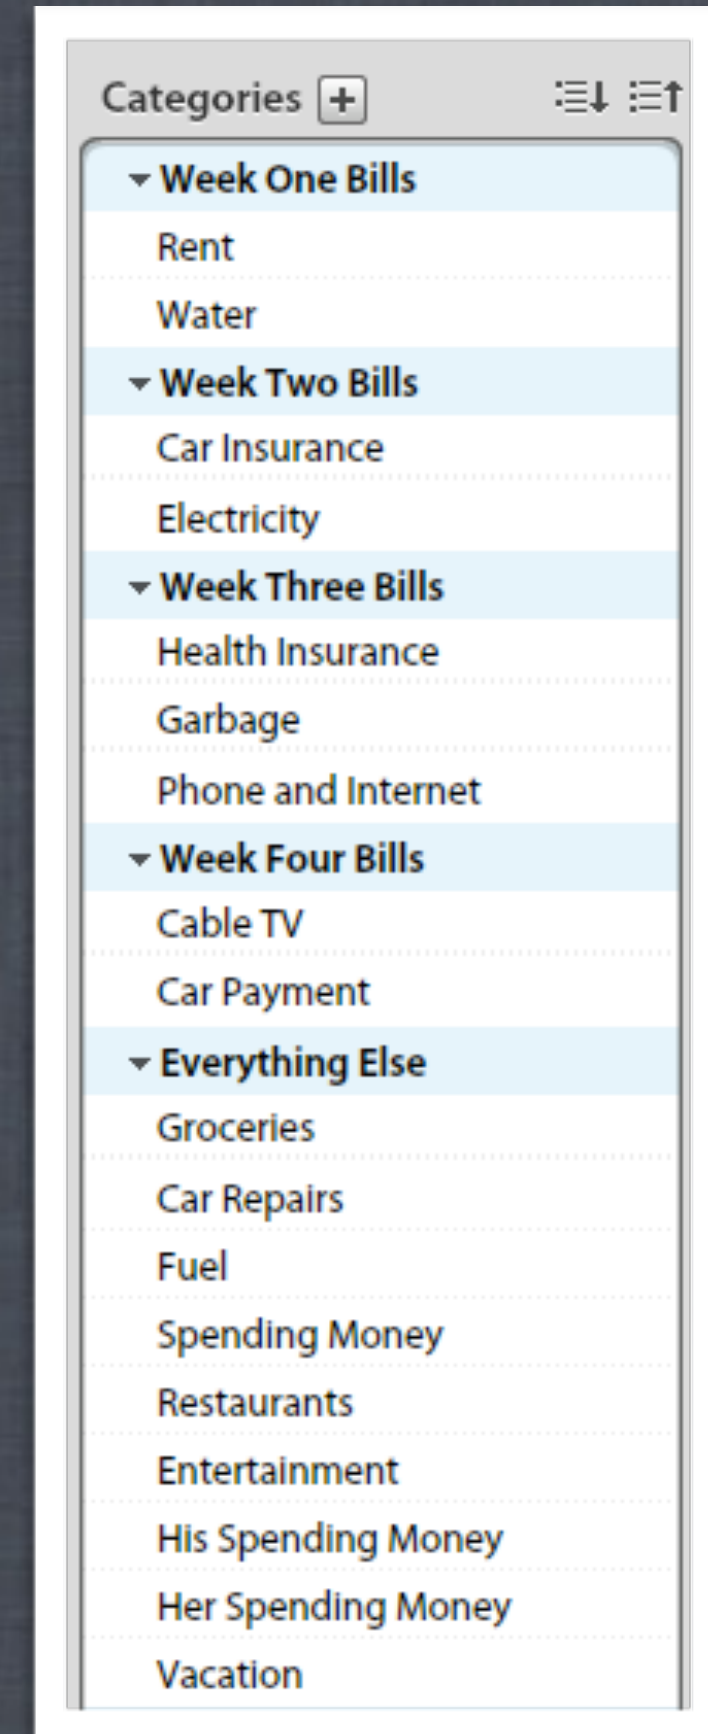 Categories
Week One Bills
Rent
Water
Week Two Bills
Car Insurance
Electricity
Week Three Bills
Health Insurance
Garbage
Phone and Internet
Week Four Bills
Cable TV
Car Payment
Everything Else
Groceries
Car Repairs
Fuel
Spending Money
Restaurants
Entertainment
His Spending Money
Her Spending Money
Vacation